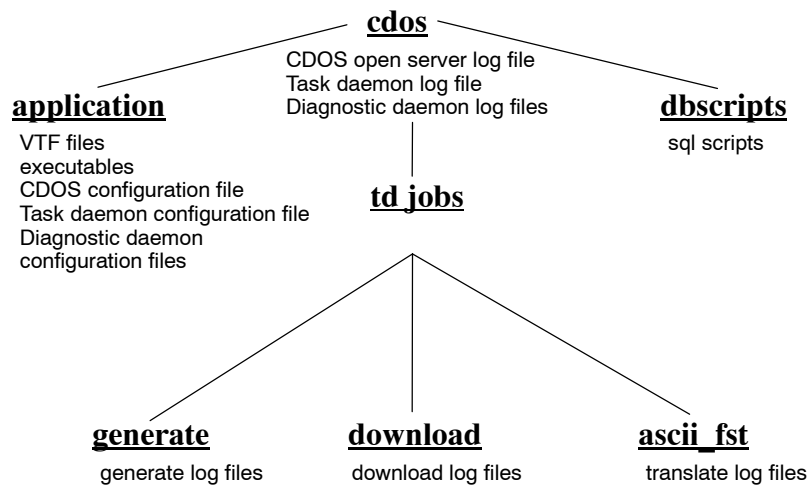 cdos
CDOS open server log file
Task daemon log file
Diagnostic daemon log files
application
VTF files
executables
CDOS configuration file
Task daemon configuration file
Diagnostic daemon
configuration files
dbscripts
sql scripts
td jobs
generate
generate log files
download
download log files
ascii_fst
translate log files